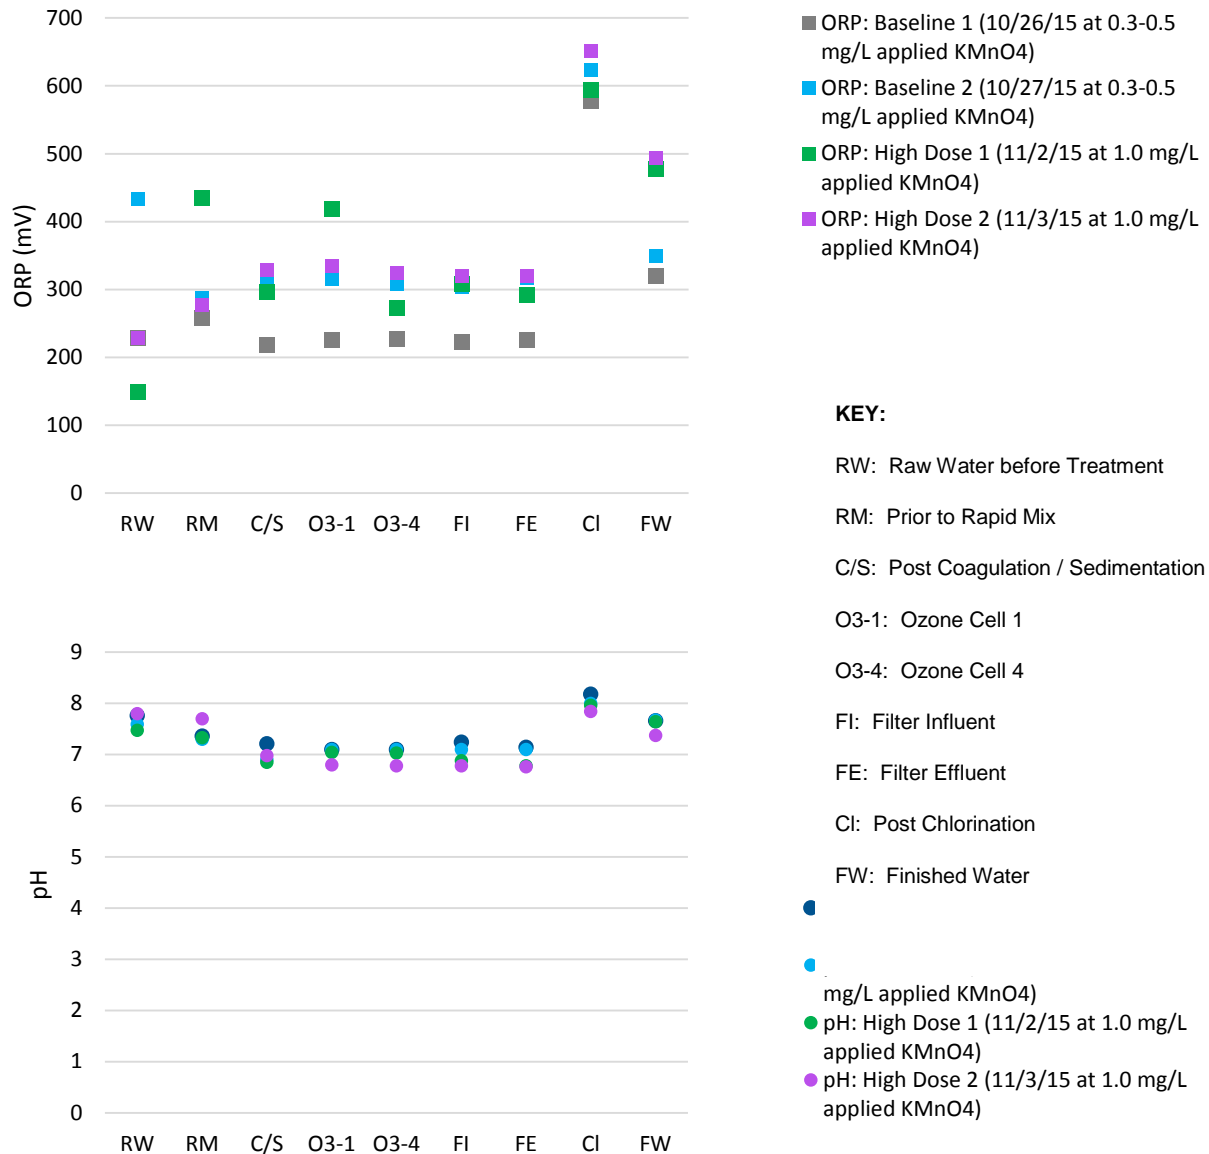 700
600
500
400
300
200
100
0
ORP (mV)
RW RM C/S O3-1 O3-4 FI FE Cl FW
ORP: Baseline 1 (10/26/15 at 0.3-0.5
mg/L applied KMnO4)
ORP: Baseline 2 (10/27/15 at 0.3-0.5
mg/L applied KMnO4)
ORP: High Dose 1 (11/2/15 at 1.0 mg/L
applied KMnO4)
ORP: High Dose 2 (11/3/15 at 1.0 mg/L
applied KMnO4)
KEY:
RW: Raw Water before Treatment
RM: Prior to Rapid Mix
C/S: Post Coagulation / Sedimentation
O3-1: Ozone Cell 1
O3-4: Ozone Cell 4
FI: Filter Influent
FE: Filter Effluent
Cl: Post Chlorination
FW: Finished Water
9
8
7
6
5
4
3
2
1
0
pH
RW RM C/S O3-1 O3-4 FI FE Cl FW
mg/L applied KMnO4)
pH: High Dose 1 (11/2/15 at 1.0 mg/L
applied KMnO4)
pH: High Dose 2 (11/3/15 at 1.0 mg/L
applied KMnO4)